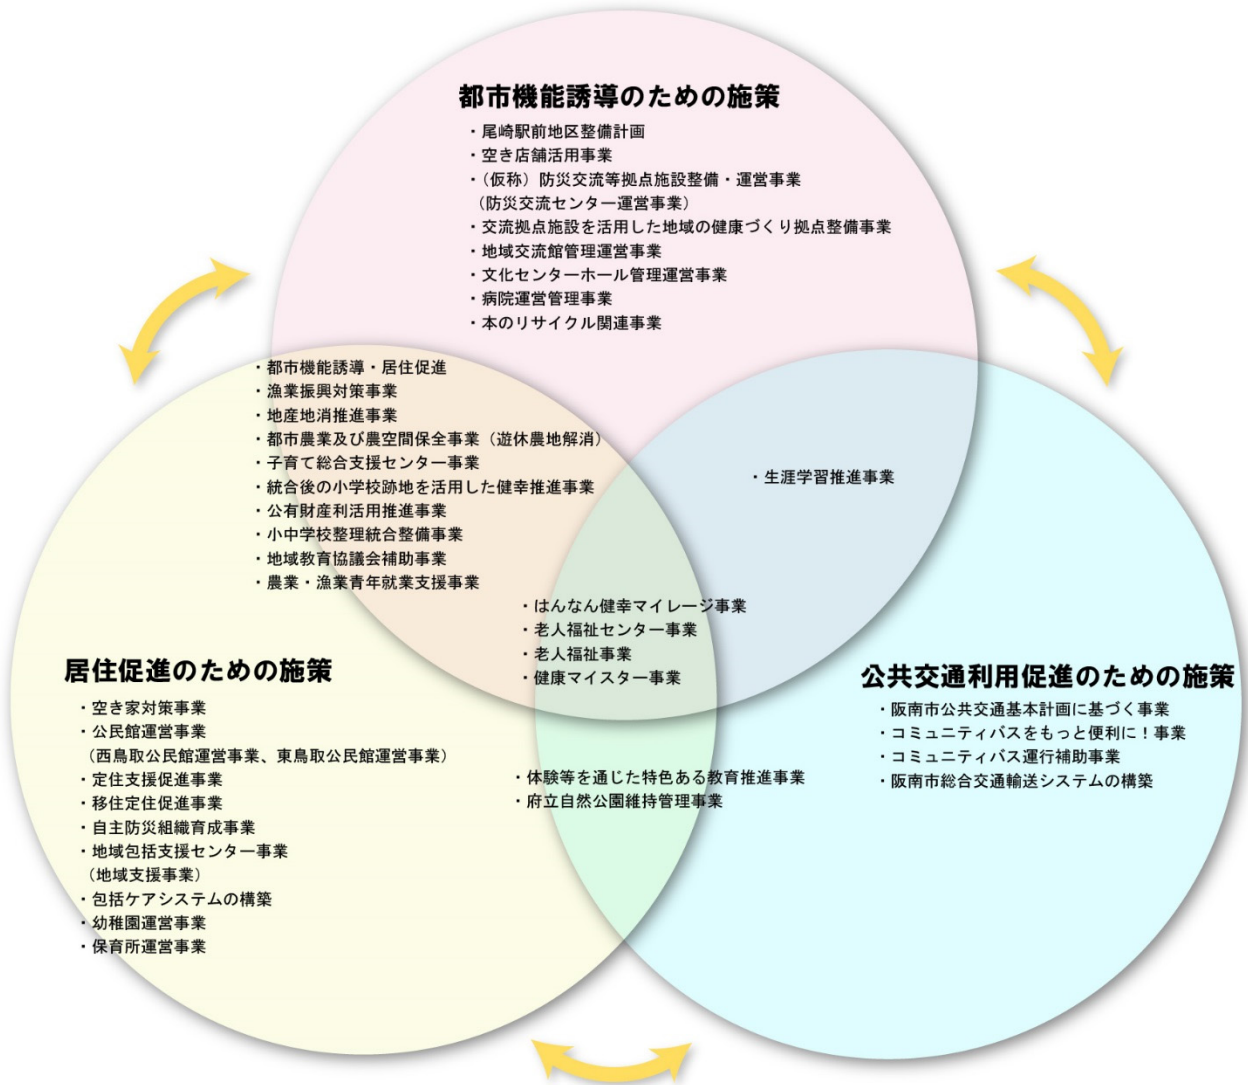 都市機能誘導のための施策
・尾崎駅前地区整備計画
・空き店舗活用事業
・（仮称）防災交流等拠点施設整備・運営事業
（防災交流センター運営事業）
・交流拠点施設を活用した地域の健康づくり拠点整備事業
・地域交流館管理運営事業
・文化センターホール管理運営事業
・病院運営管理事業
・本のリサイクル関連事業
・都市機能誘導・居住促進
・漁業振興対策事業
・地産地消推進事業
・都市農業及び農空間保全事業（遊休農地解消）
・子育て総合支援センター事業
・統合後の小学校跡地を活用した健幸推進事業
・公有財産利活用推進事業
・小中学校整理統合整備事業
・地域教育協議会補助事業
・農業・漁業青年就業支援事業
・生涯学習推進事業
・はんなん健幸マイレージ事業
・老人福祉センター事業
・老人福祉事業
・健康マイスター事業
居住促進のための施策
・空き家対策事業
・公民館運営事業
（西鳥取公民館運営事業、東鳥取公民館運営事業）
・定住支援促進事業
・移住定住促進事業
・自主防災組織育成事業
・地域包括支援センター事業
（地域支援事業）
・包括ケアシステムの構築
・幼稚園運営事業
・保育所運営事業
・体験等を通じた特色ある教育推進事業
・府立自然公園維持管理事業
公共交通利用促進のための施策
・阪南市公共交通基本計画に基づく事業
・コミュニティバスをもっと便利に！事業
・コミュニティバス運行補助事業
・阪南市総合交通輸送システムの構築